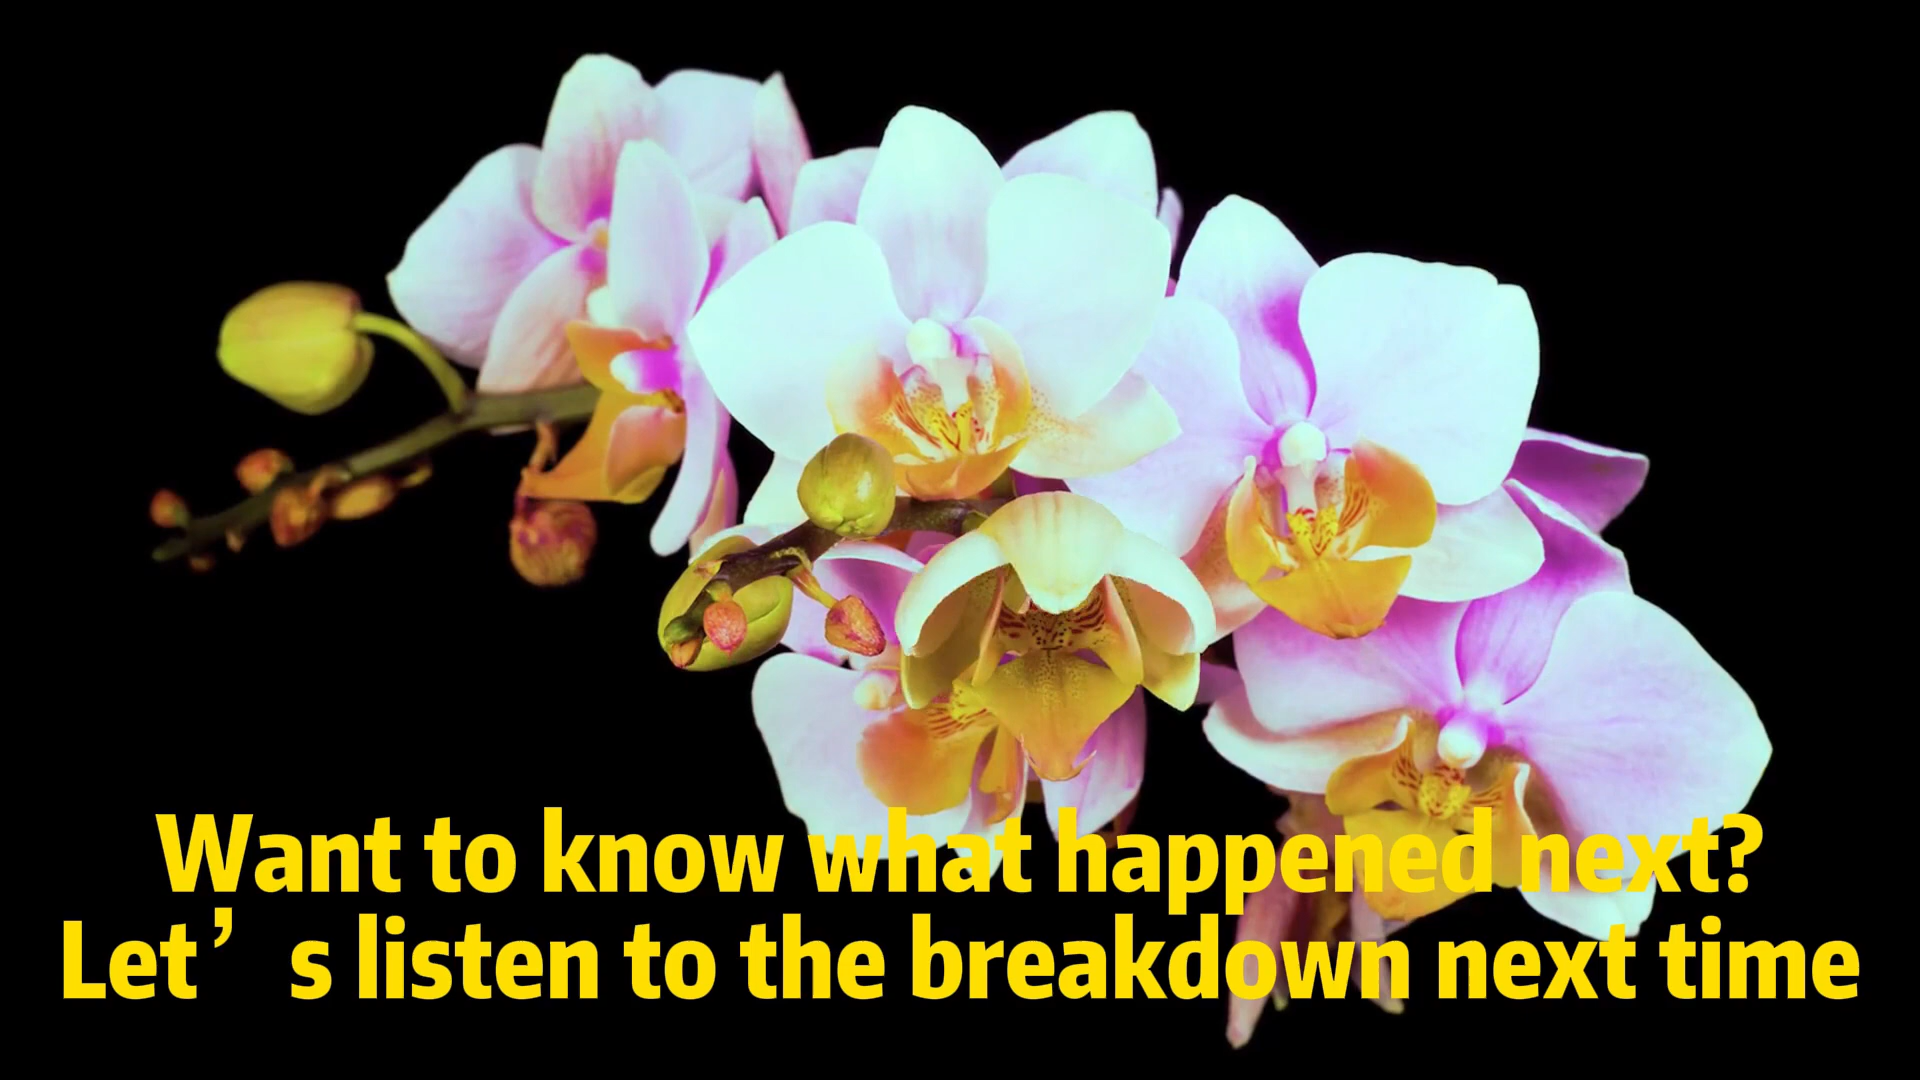 Want to know what happened next?
Let’s listen to the breakdown next time